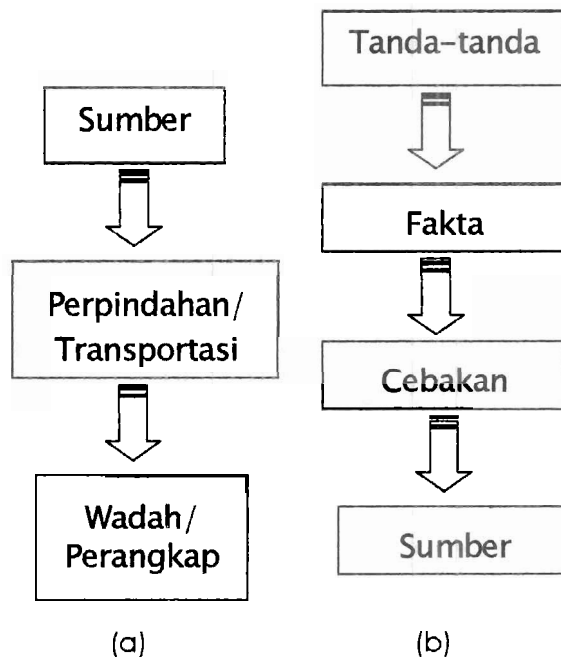 Sumber
Perpindahan/
Transportasi
Wadah/
Perangkap
(a)
Tanda-tanda
Fakta
Cebakan
Sumber
(b)